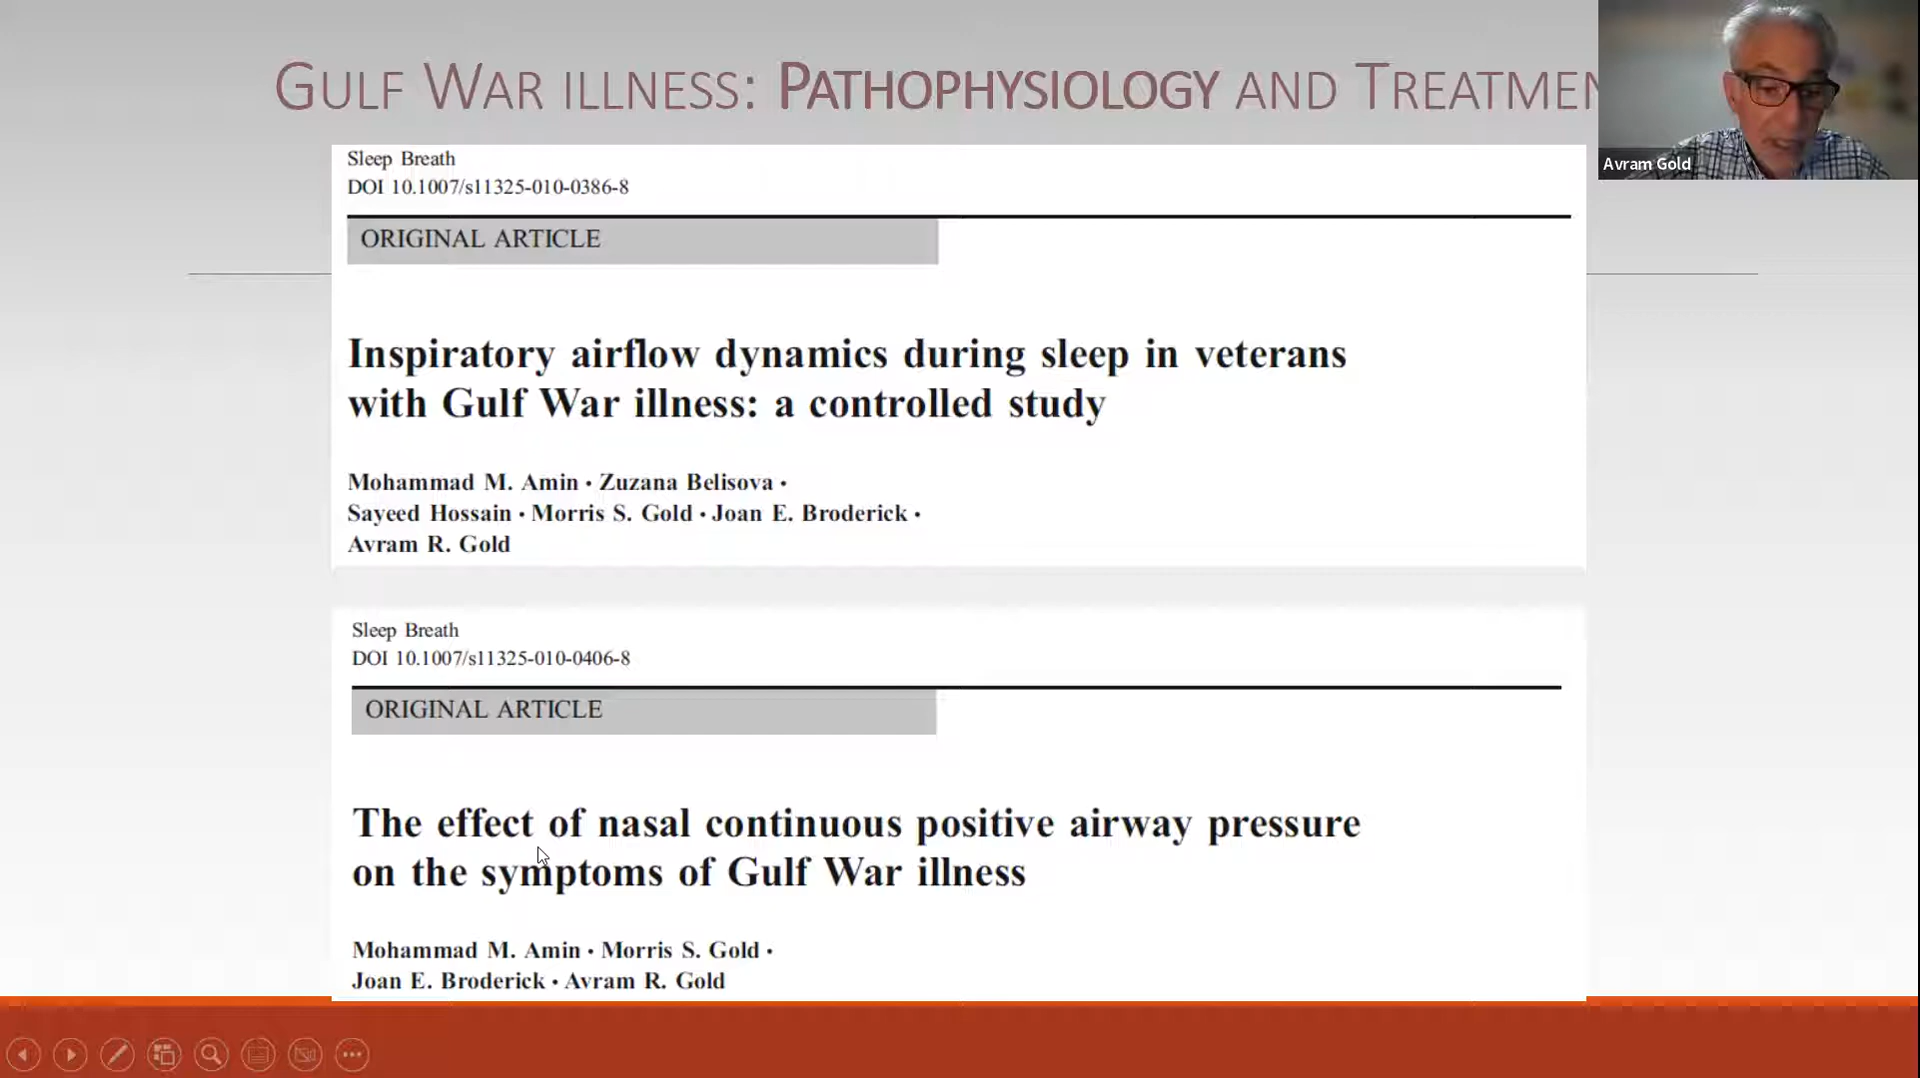 GULF WAR ILLNESS: PATHOPHYSIOLOGY AND TREATMEN
Avram Gold
Sleep Breath
DOI 10.1007/s11325-010-0386-8
ORIGINAL ARTICLE
Inspiratory airflow dynamics during sleep in veterans
with Gulf War illness: a controlled study
Mohammad M. Amin · Zuzana Belisova ·
Sayeed Hossain · Morris S. Gold · Joan E. Broderick ·
Avram R. Gold
Sleep Breath
DOI 10.1007/s11325-010-0406-8
ORIGINAL ARTICLE
The effect of nasal continuous positive airway pressure
on the symptoms of Gulf War illness
Mohammad M. Amin · Morris S. Gold ·
Joan E. Broderick · Avram R. Gold